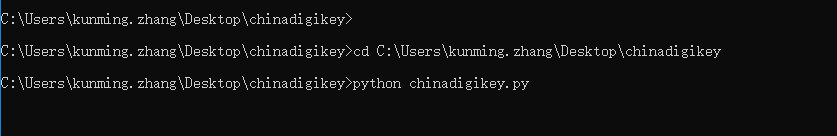 C:\Users\kunming.zhang\Desktop\chinadigikey>
C:\Users\kunming.zhang\Desktop\chinadigikey>cd C:\Users\kunming.zhang\Desktop\chinadigikey
C:\Users\kunming.zhang\Desktop\chinadigikey>python chinadigikey.py